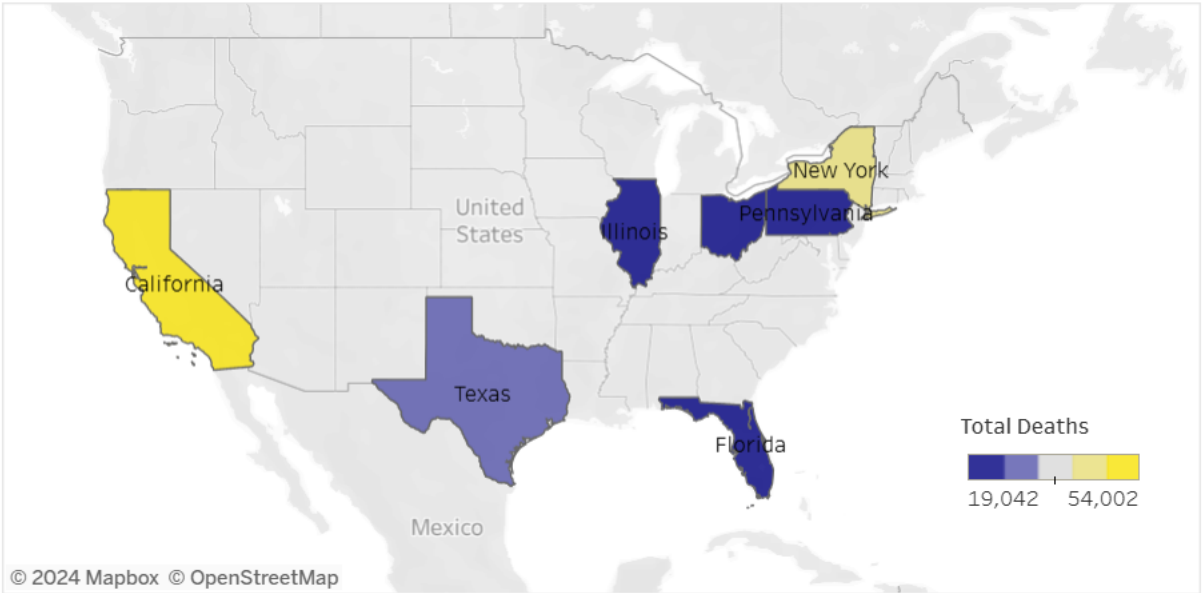 New York
Pennsylvania
United
States
Illinois
California
Texas
Florida
Total Deaths
19,042 54,002
Mexico
© 2024 Mapbox © OpenStreetMap